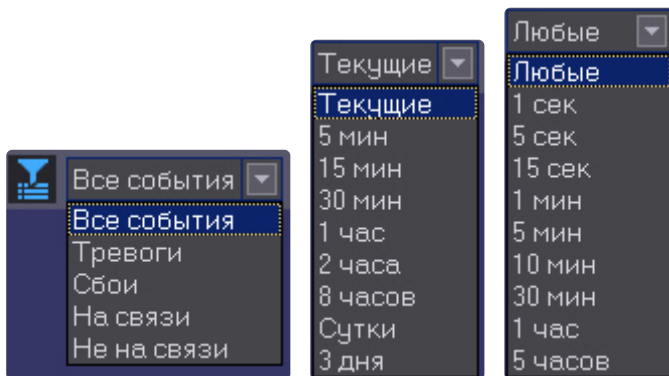 Все события
Все события
Тревоги
Сбои
На связи
Не на связи
Текущие
Текущие
5 мин
15 мин
30 мин
1 час
2 часа
8 часов
Сутки
3 дня
Любые
Любые
1 сек
5 сек
15 сек
1 мин
5 мин
10 мин
30 мин
1 час
5 часов